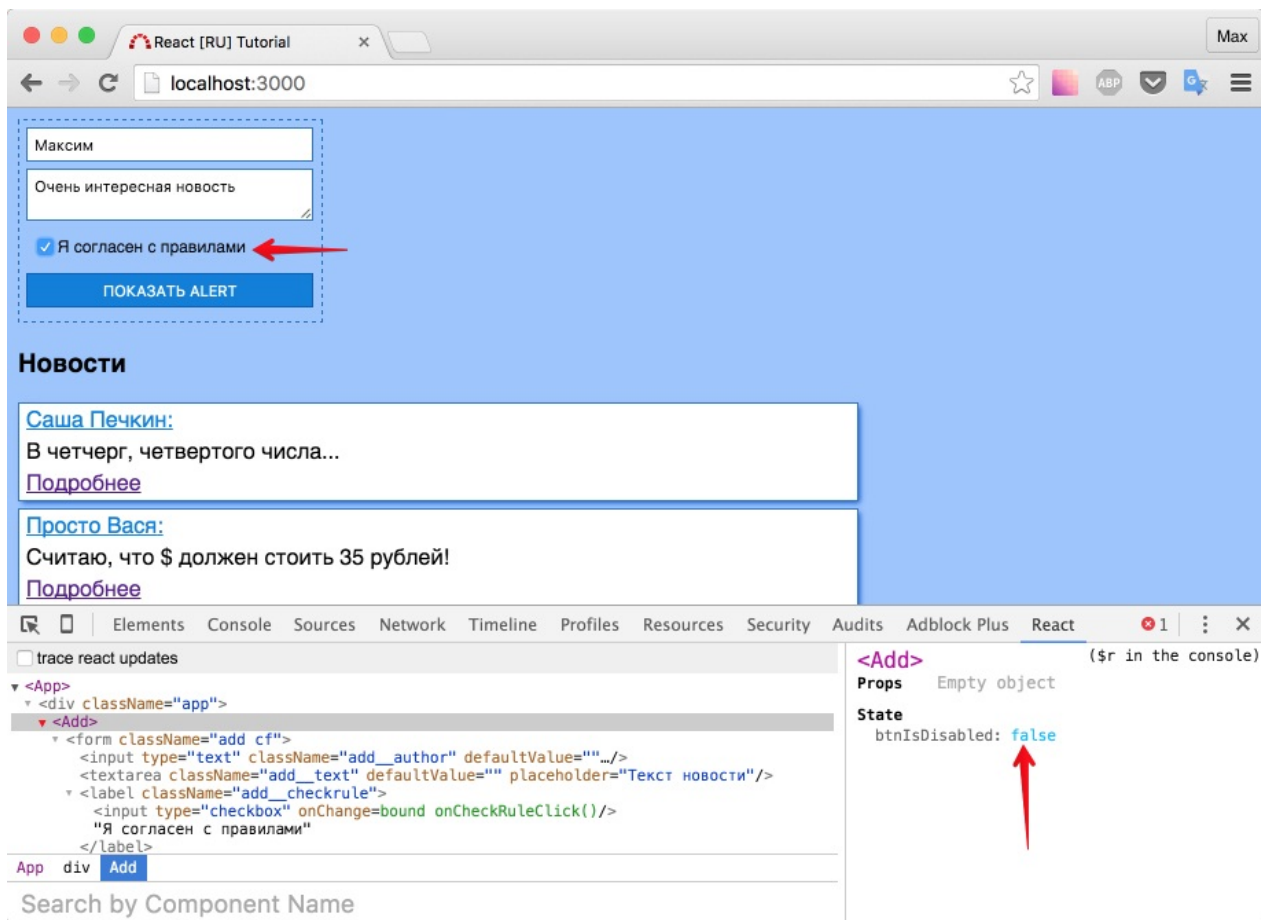 React [RU] Tutorial
Max
localhost:3000
ABP
Максим
Очень интересная новость
Я согласен с правилами
ПОКАЗАТЬ ALERT
Новости
Саша Печкин:
В четчерг, четвертого числа...
Подробнее
Просто Вася:
Считаю, что $ должен стоить 35 рублей!
Подробнее
Elements Console Sources Network Timeline Profiles Resources Security Audits Adblock Plus React 1
trace react updates
<App>
<div className="app">
<Add>
<form className="add cf">
<input type="text" className="add__author" defaultValue=""…/>
<textarea className="add__text" defaultValue="" placeholder="Текст новости"/>
<label className="add__checkrule">
<input type="checkbox" onChange=bound onCheckRuleClick()/>
"Я согласен с правилами"
</label>
App div Add
Search by Component Name
<Add> ($r in the console)
Props Empty object
State
btnIsDisabled: false